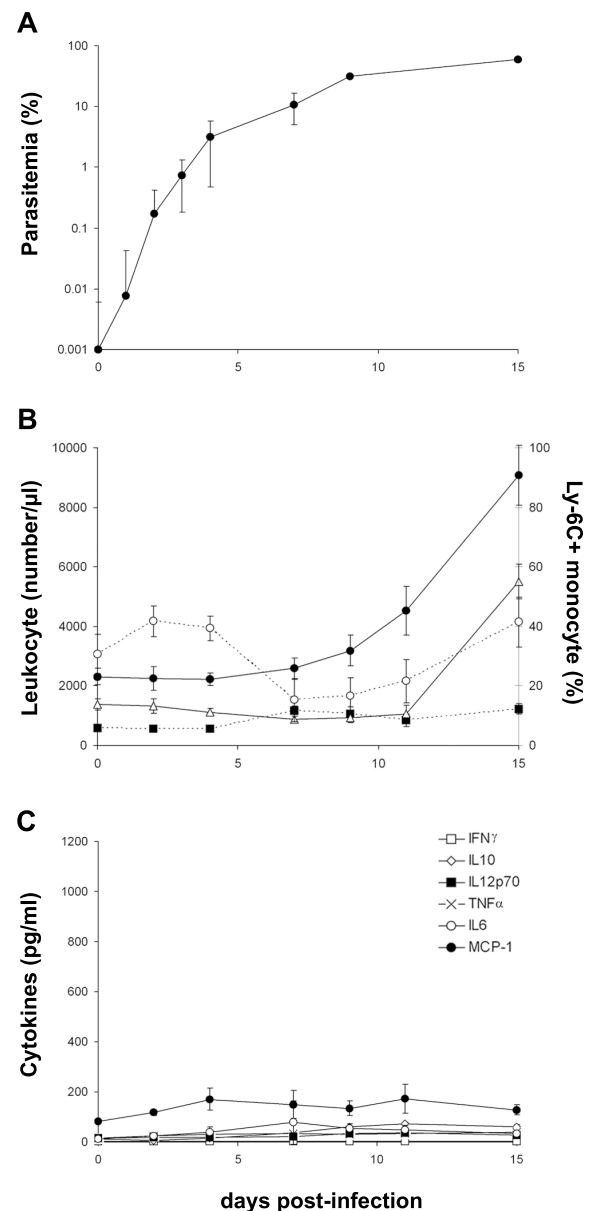 A
Parasitemia (%)
100
10
1
0.1
0.01
0.001
0 5 10 15
B
Leukocyte (number/µl)
10000
8000
6000
4000
2000
0
100
80
60
40
20
0
Ly-6C+ monocyte (%)
0 5 10 15
C
Cytokines (pg/ml)
1200
1000
800
600
400
200
0
IFNγ
IL10
IL12p70
TNFα
IL6
MCP-1
0 5 10 15
days post-infection